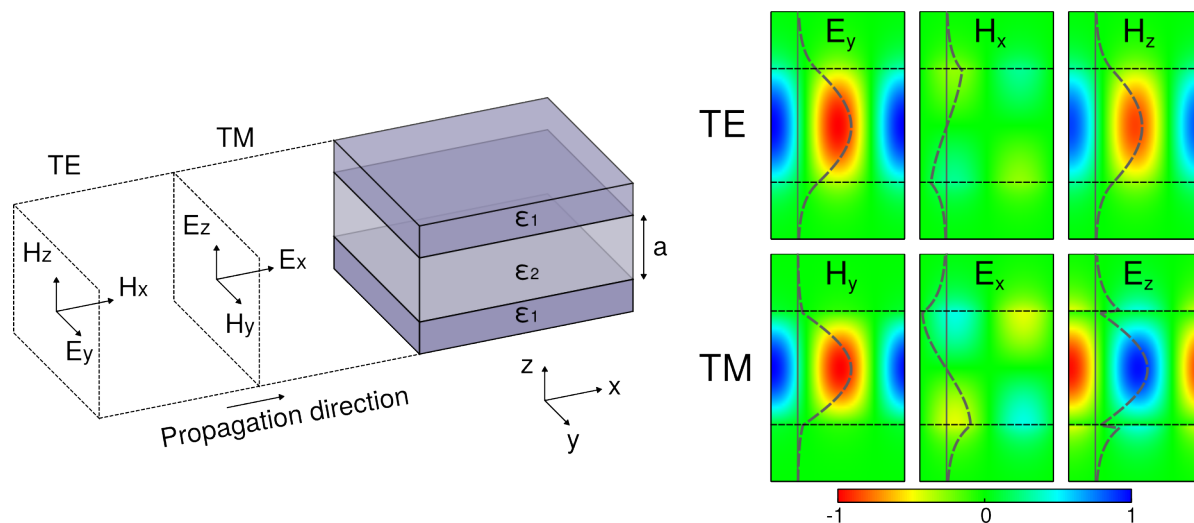 TE
TM
Hz
Hx
Ey
Ez
Ex
Hy
ε1
ε2
ε1
a
z
x
y
Propagation direction
TE
Ey
Hx
Hz
TM
Hy
Ex
Ez
-1
0
1